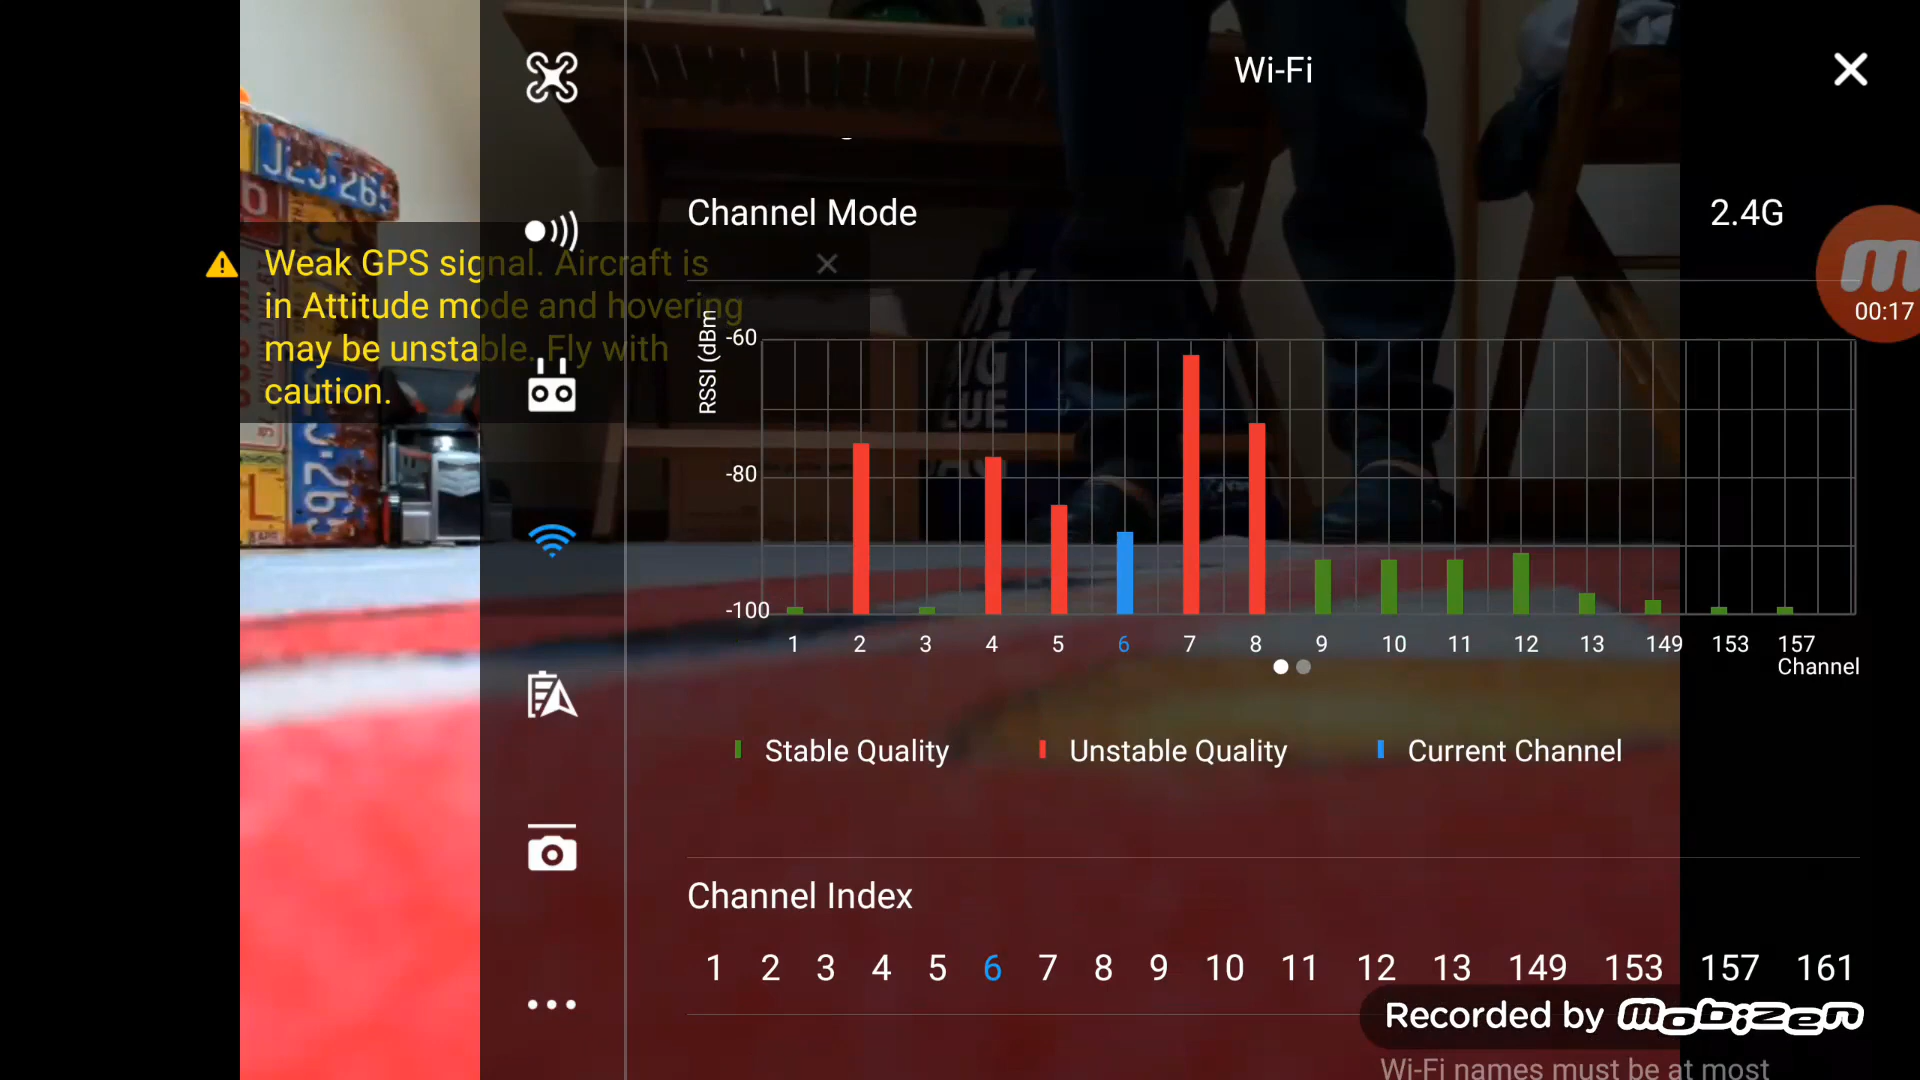 Wi-Fi
Channel Mode
2.4G
Weak GPS signal. Aircraft is
in Attitude mode and hovering
may be unstable. Fly with
caution.
00:17
RSSI (dBm
-60
-80
-100
1 2 3 4 5 6 7 8 9 10 11 12 13 149 153 157
Channel
Stable Quality Unstable Quality Current Channel
Channel Index
1 2 3 4 5 6 7 8 9 10 11 12 13 149 153 157 161
Recorded by mobizen
Wi-Fi names must be at most